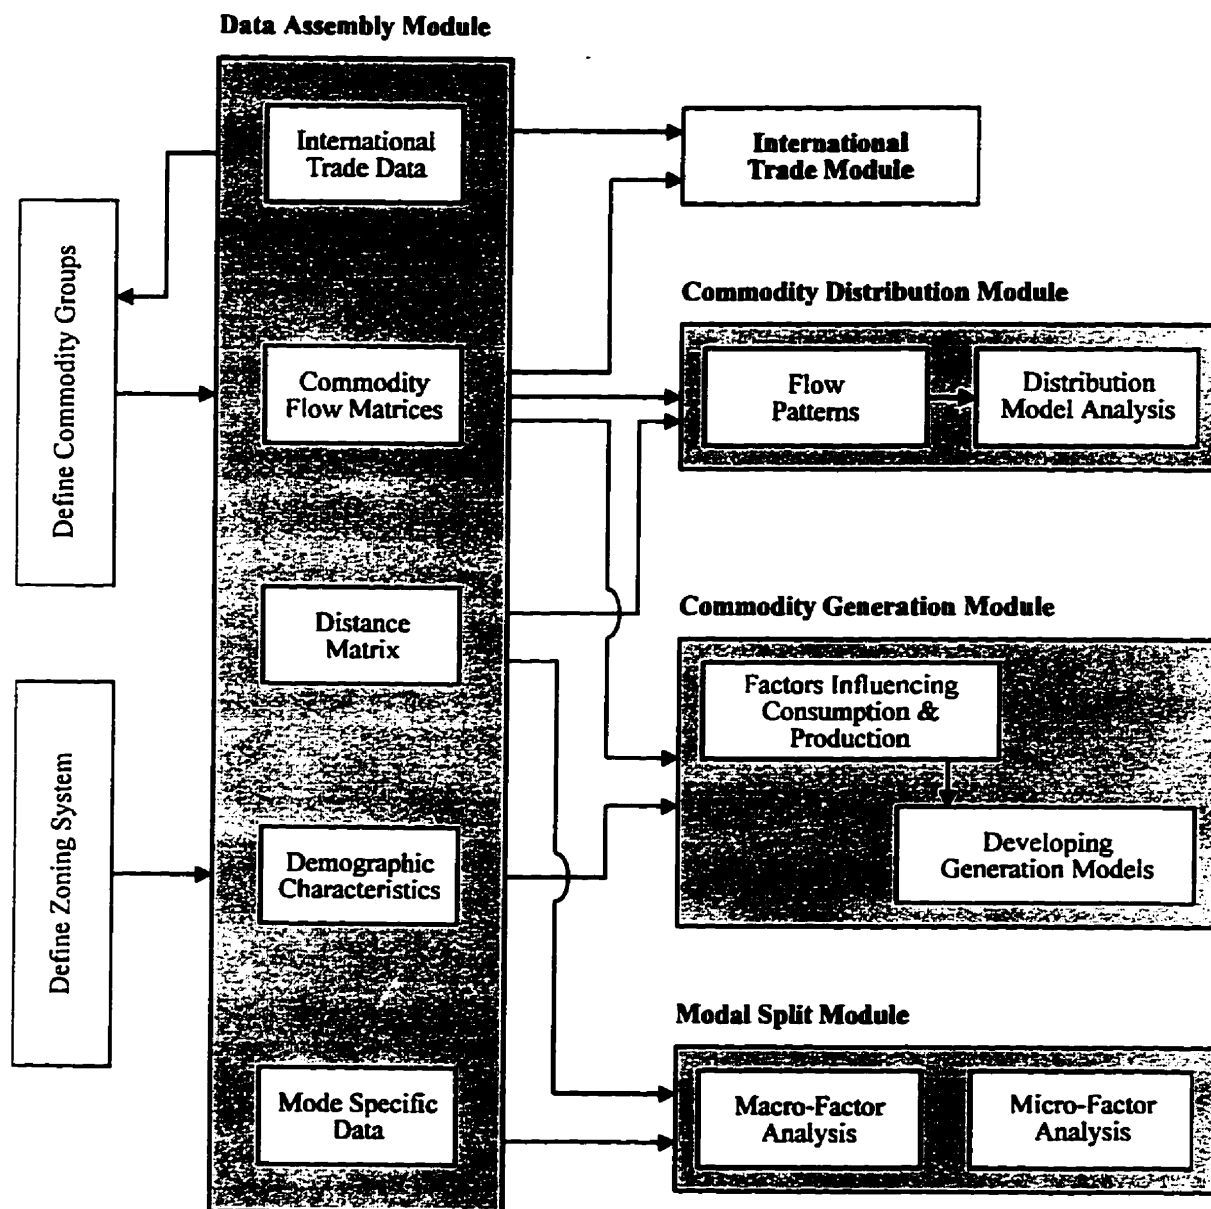 Data Assembly Module
International
Trade Data
International
Trade Module
Define Commodity Groups
Commodity Distribution Module
Commodity
Flow Matrices
Flow
Patterns
Distribution
Model Analysis
Distance
Matrix
Commodity Generation Module
Factors Influencing
Consumption &
Production
Define Zoning System
Demographic
Characteristics
Developing
Generation Models
Modal Split Module
Mode Specific
Data
Macro-Factor
Analysis
Micro-Factor
Analysis